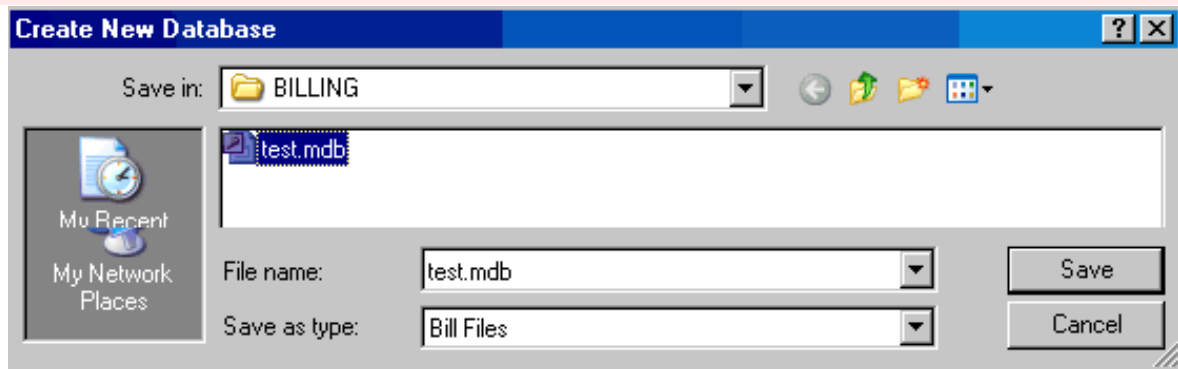 Create New Database
Save in: BILLING
test.mdb
My Recent
My Network
Places
File name: test.mdb
Save
Save as type: Bill Files
Cancel